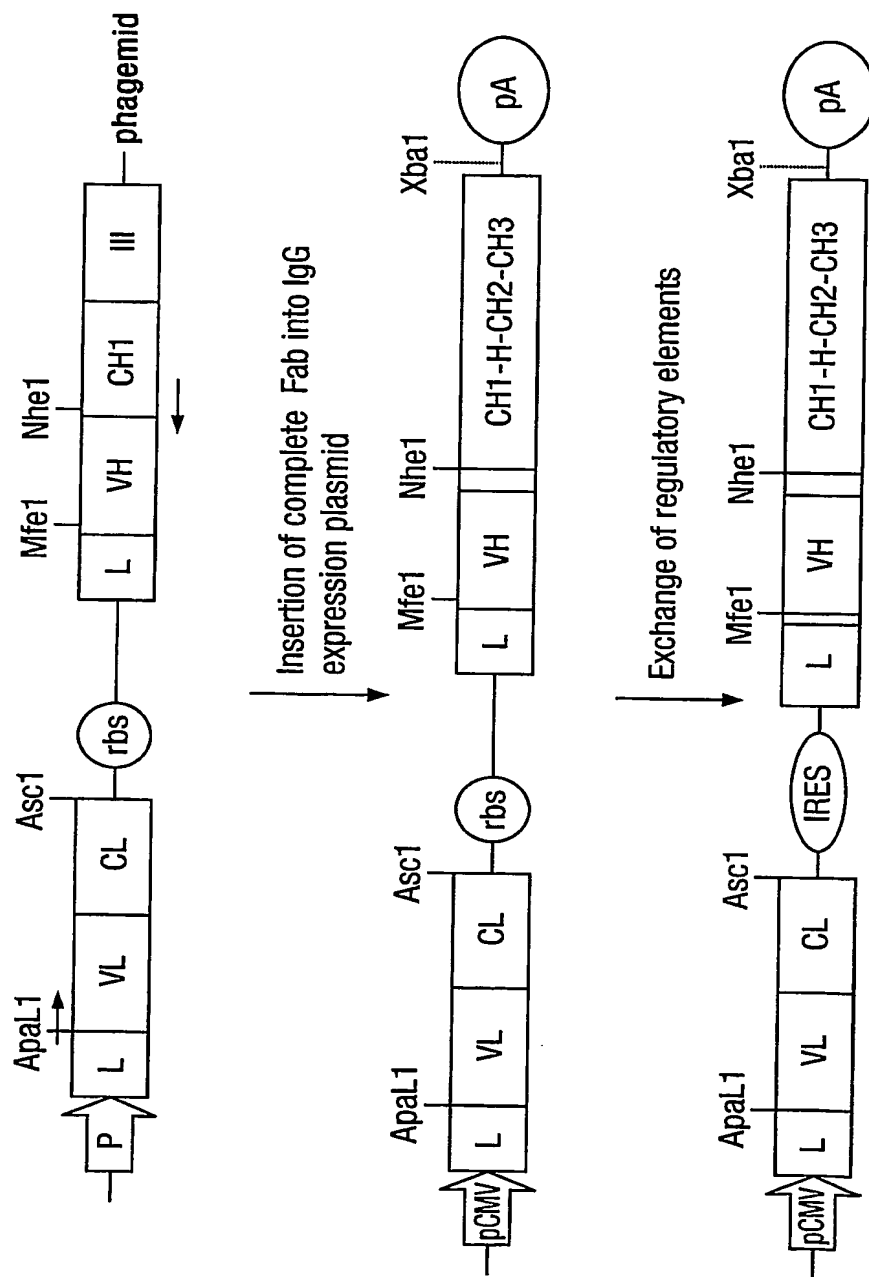 ApaL1 Asc1 Mfe1 Nhe1
P L VL CL rbs L VH CH1 III phagemid
Insertion of complete Fab into IgG
expression plasmid
ApaL1 Asc1 Mfe1 Nhe1 Xba1
pCMV L VL CL rbs L VH CH1-H-CH2-CH3 pA
Exchange of regulatory elements
ApaL1 Asc1 Mfe1 Nhe1 Xba1
pCMV L VL CL IRES L VH CH1-H-CH2-CH3 pA